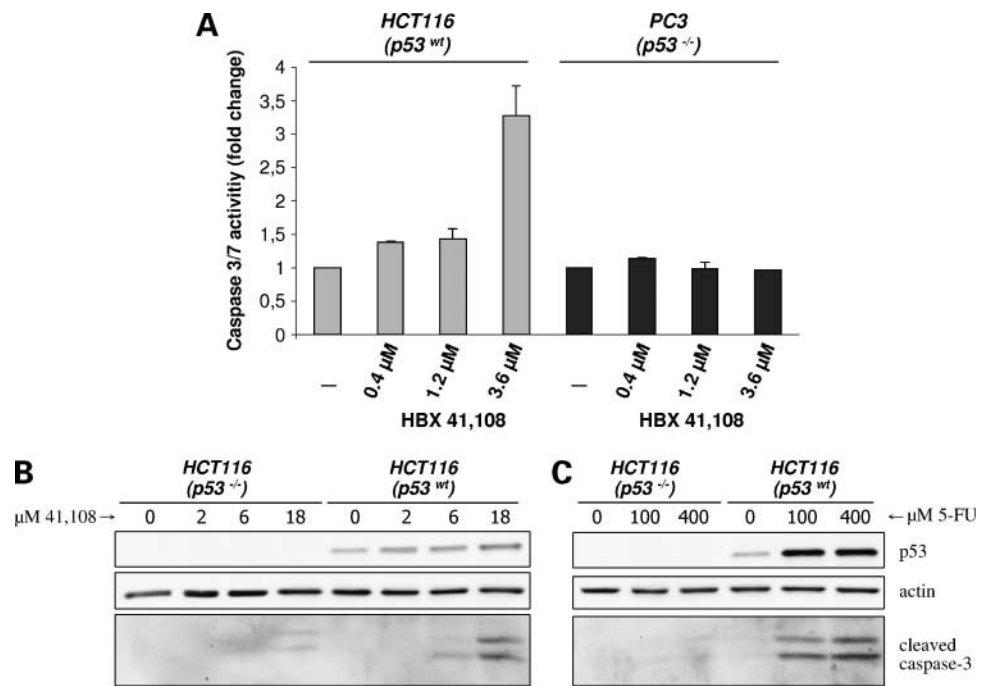 A
HCT116
(p53 wt)
PC3
(p53 -/-)
Caspase 3/7 activitiy (fold change)
4
3,5
3
2,5
2
1,5
1
0,5
0
— 0.4 µM 1.2 µM 3.6 µM — 0.4 µM 1.2 µM 3.6 µM
HBX 41,108 HBX 41,108
B
HCT116
(p53 -/-)
HCT116
(p53 wt)
µM 41,108→ 0 2 6 18 0 2 6 18
C
HCT116
(p53 -/-)
HCT116
(p53 wt)
0 100 400 0 100 400 ←µM 5-FU
p53
actin
cleaved
caspase-3